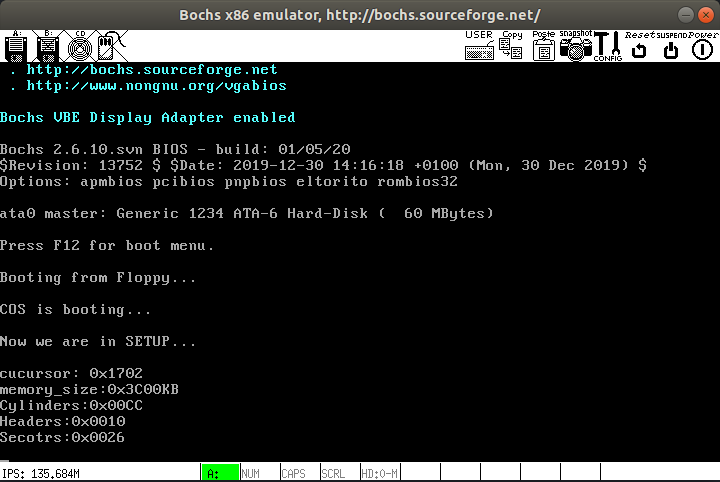 Bochs x86 emulator, http://bochs.sourceforge.net/
A: B: CD USER Copy Paste Snapshot CONFIG Reset SUSPEND Power
. http://bochs.sourceforge.net
. http://www.nongnu.org/vgabios
Bochs VBE Display Adapter enabled
Bochs 2.6.10.svn BIOS - build: 01/05/20
$Revision: 13752 $ $Date: 2019-12-30 14:16:18 +0100 (Mon, 30 Dec 2019) $
Options: apmbios pcibios pnpbios eltorito rombios32
ata0 master: Generic 1234 ATA-6 Hard-Disk (  60 MBytes)
Press F12 for boot menu.
Booting from Floppy...
COS is booting...
Now we are in SETUP...
cucursor: 0x1702
memory_size:0x3C00KB
Cylinders:0x00CC
Headers:0x0010
Secotrs:0x0026
IPS: 135.684M A: NUM CAPS SCRL HD:0-M